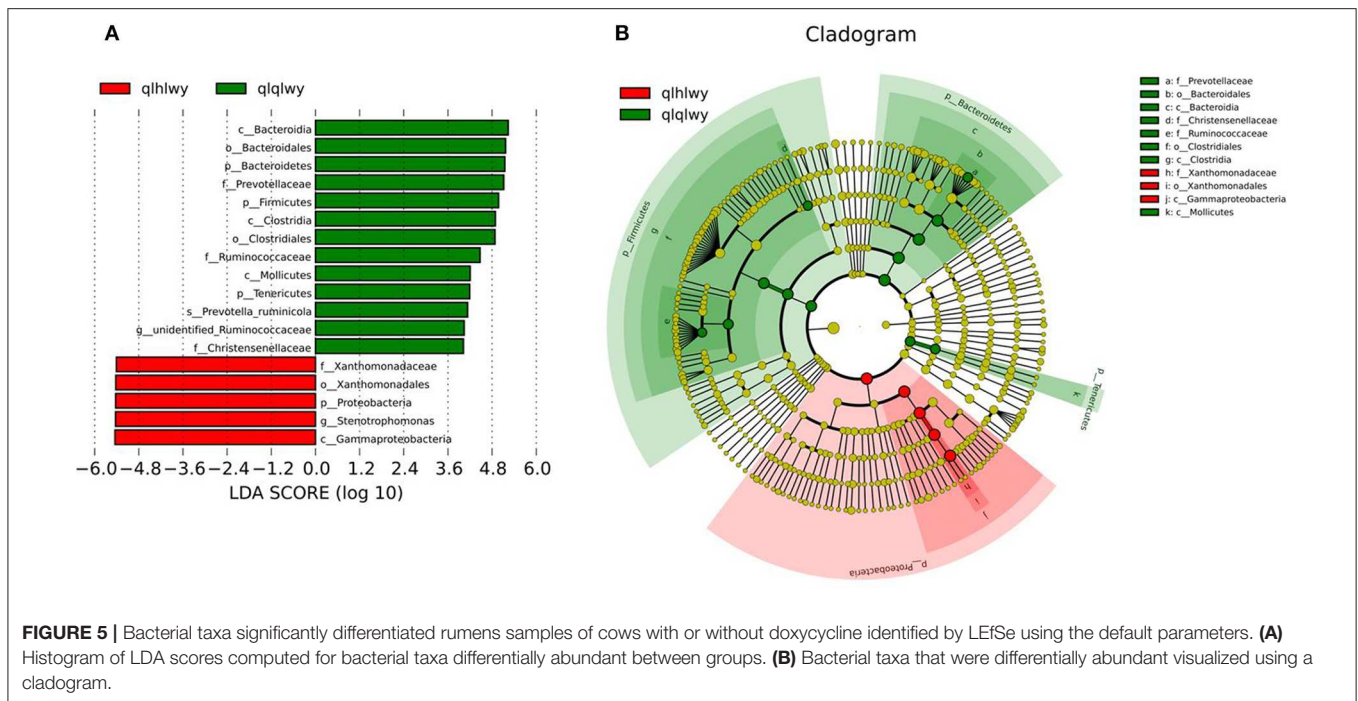 A
qlhlwy qlqlwy
c__Bacteroidia
o__Bacteroidales
p__Bacteroidetes
f__Prevotellaceae
p__Firmicutes
c__Clostridia
o__Clostridiales
f__Ruminococcaceae
c__Mollicutes
p__Tenericutes
s__Prevotella_ruminicola
g__unidentified_Ruminococcaceae
f__Christensenellaceae
f__Xanthomonadaceae
o__Xanthomonadales
p__Proteobacteria
g__Stenotrophomonas
c__Gammaproteobacteria
−6.0 −4.8 −3.6 −2.4 −1.2 0.0 1.2 2.4 3.6 4.8 6.0
LDA SCORE (log 10)
B
Cladogram
qlhlwy
qlqlwy
p__Firmicutes
g
f
e
d
p__Bacteroidetes
c
b
a
p__Tenericutes
k
h
i
j
p__Proteobacteria
a: f__Prevotellaceae
b: o__Bacteroidales
c: c__Bacteroidia
d: f__Christensenellaceae
e: f__Ruminococcaceae
f: o__Clostridiales
g: c__Clostridia
h: f__Xanthomonadaceae
i: o__Xanthomonadales
j: c__Gammaproteobacteria
k: c__Mollicutes
FIGURE 5 | Bacterial taxa significantly differentiated rumens samples of cows with or without doxycycline identified by LEfSe using the default parameters. (A)
Histogram of LDA scores computed for bacterial taxa differentially abundant between groups. (B) Bacterial taxa that were differentially abundant visualized using a
cladogram.